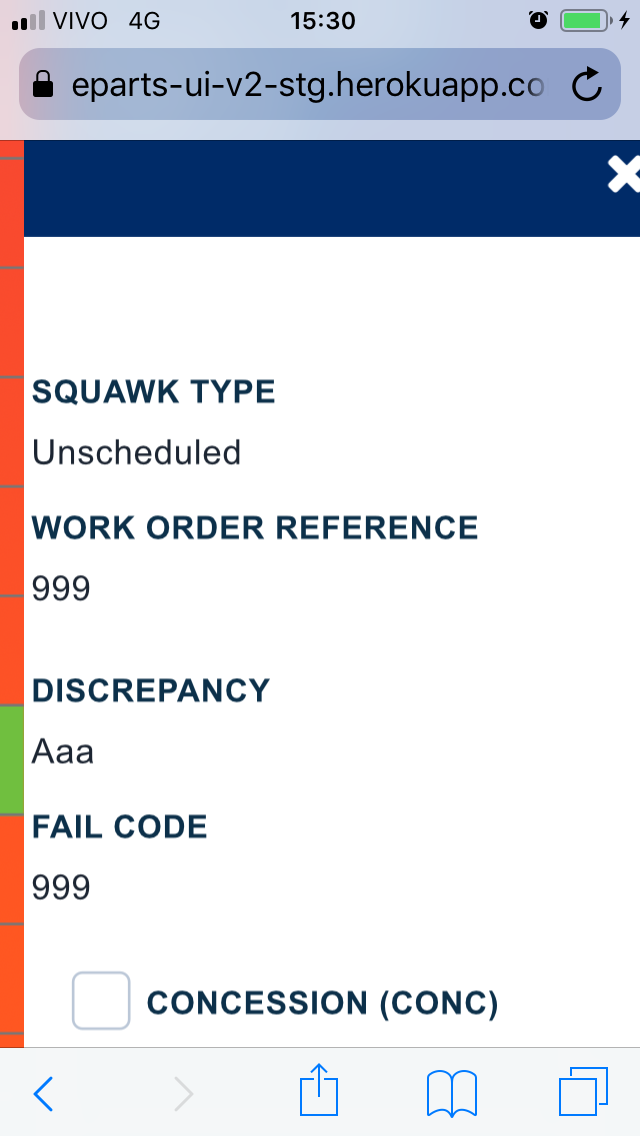 VIVO 4G 15:30
eparts-ui-v2-stg.herokuapp.co
SQUAWK TYPE
Unscheduled
WORK ORDER REFERENCE
999
DISCREPANCY
Aaa
FAIL CODE
999
CONCESSION (CONC)